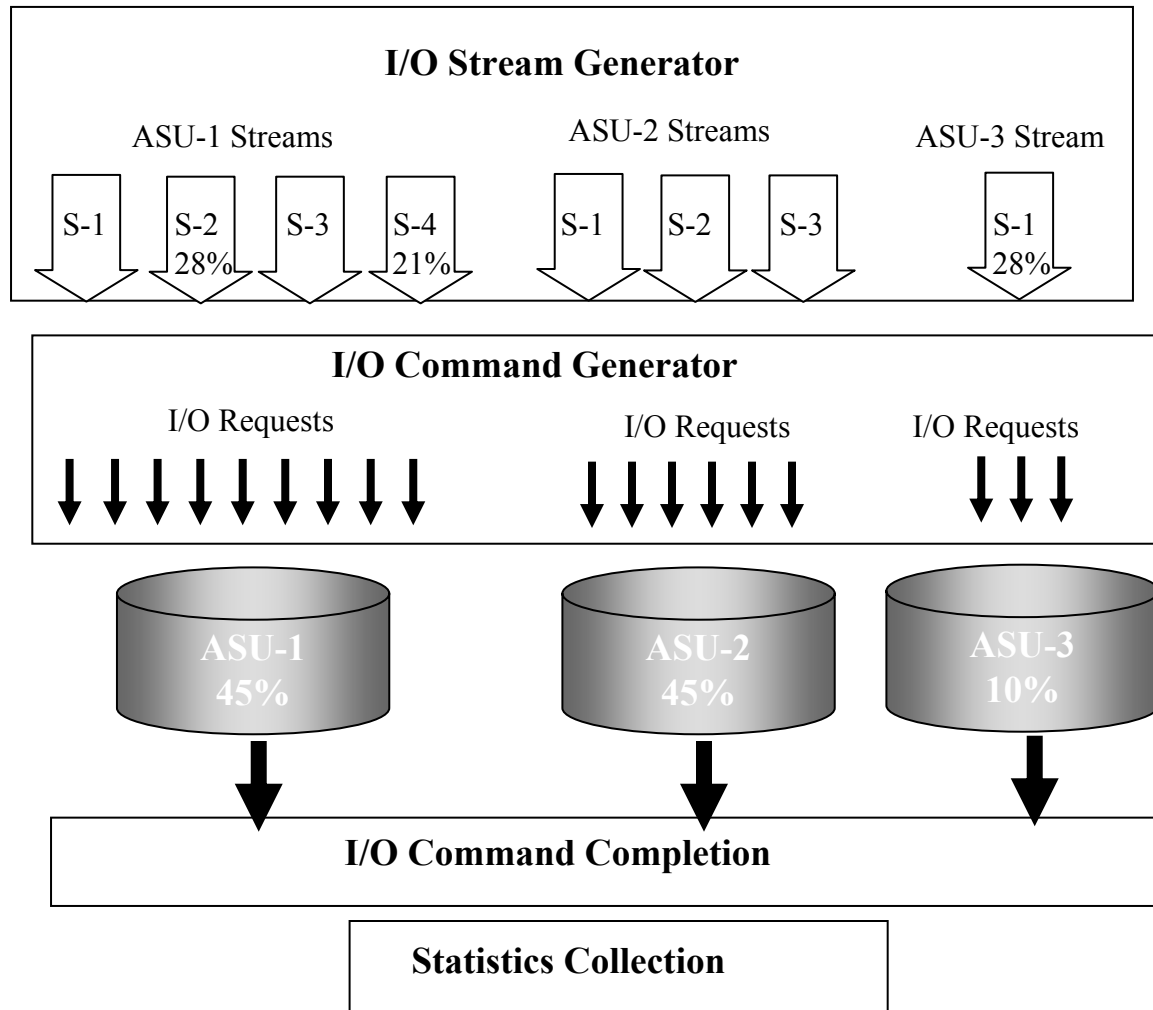 I/O Stream Generator
ASU-1 Streams
ASU-2 Streams
ASU-3 Stream
S-1
S-2
28%
S-3
S-4
21%
S-1
S-2
S-3
S-1
28%
I/O Command Generator
I/O Requests
I/O Requests
I/O Requests
ASU-1
45%
ASU-2
45%
ASU-3
10%
I/O Command Completion
Statistics Collection